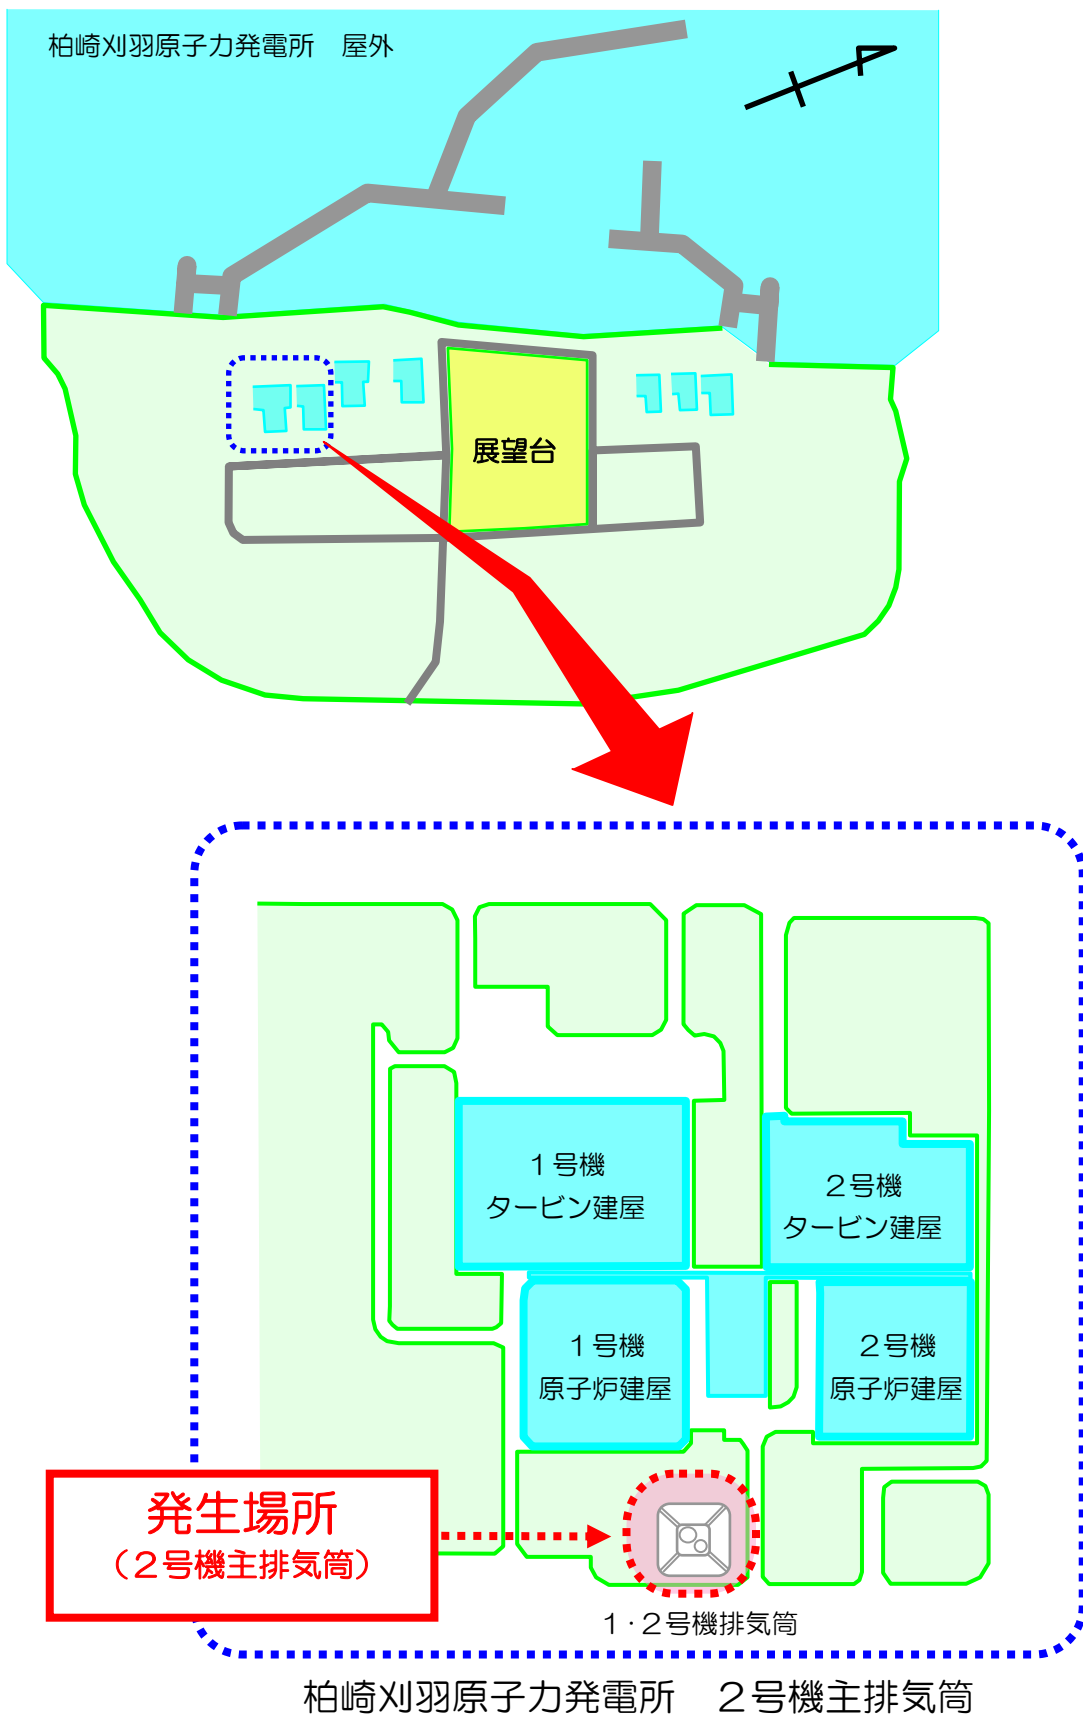 柏崎刈羽原子力発電所　屋外
展望台
１号機
タービン建屋
２号機
タービン建屋
１号機
原子炉建屋
２号機
原子炉建屋
発生場所
（２号機主排気筒）
１・２号機排気筒
柏崎刈羽原子力発電所　２号機主排気筒